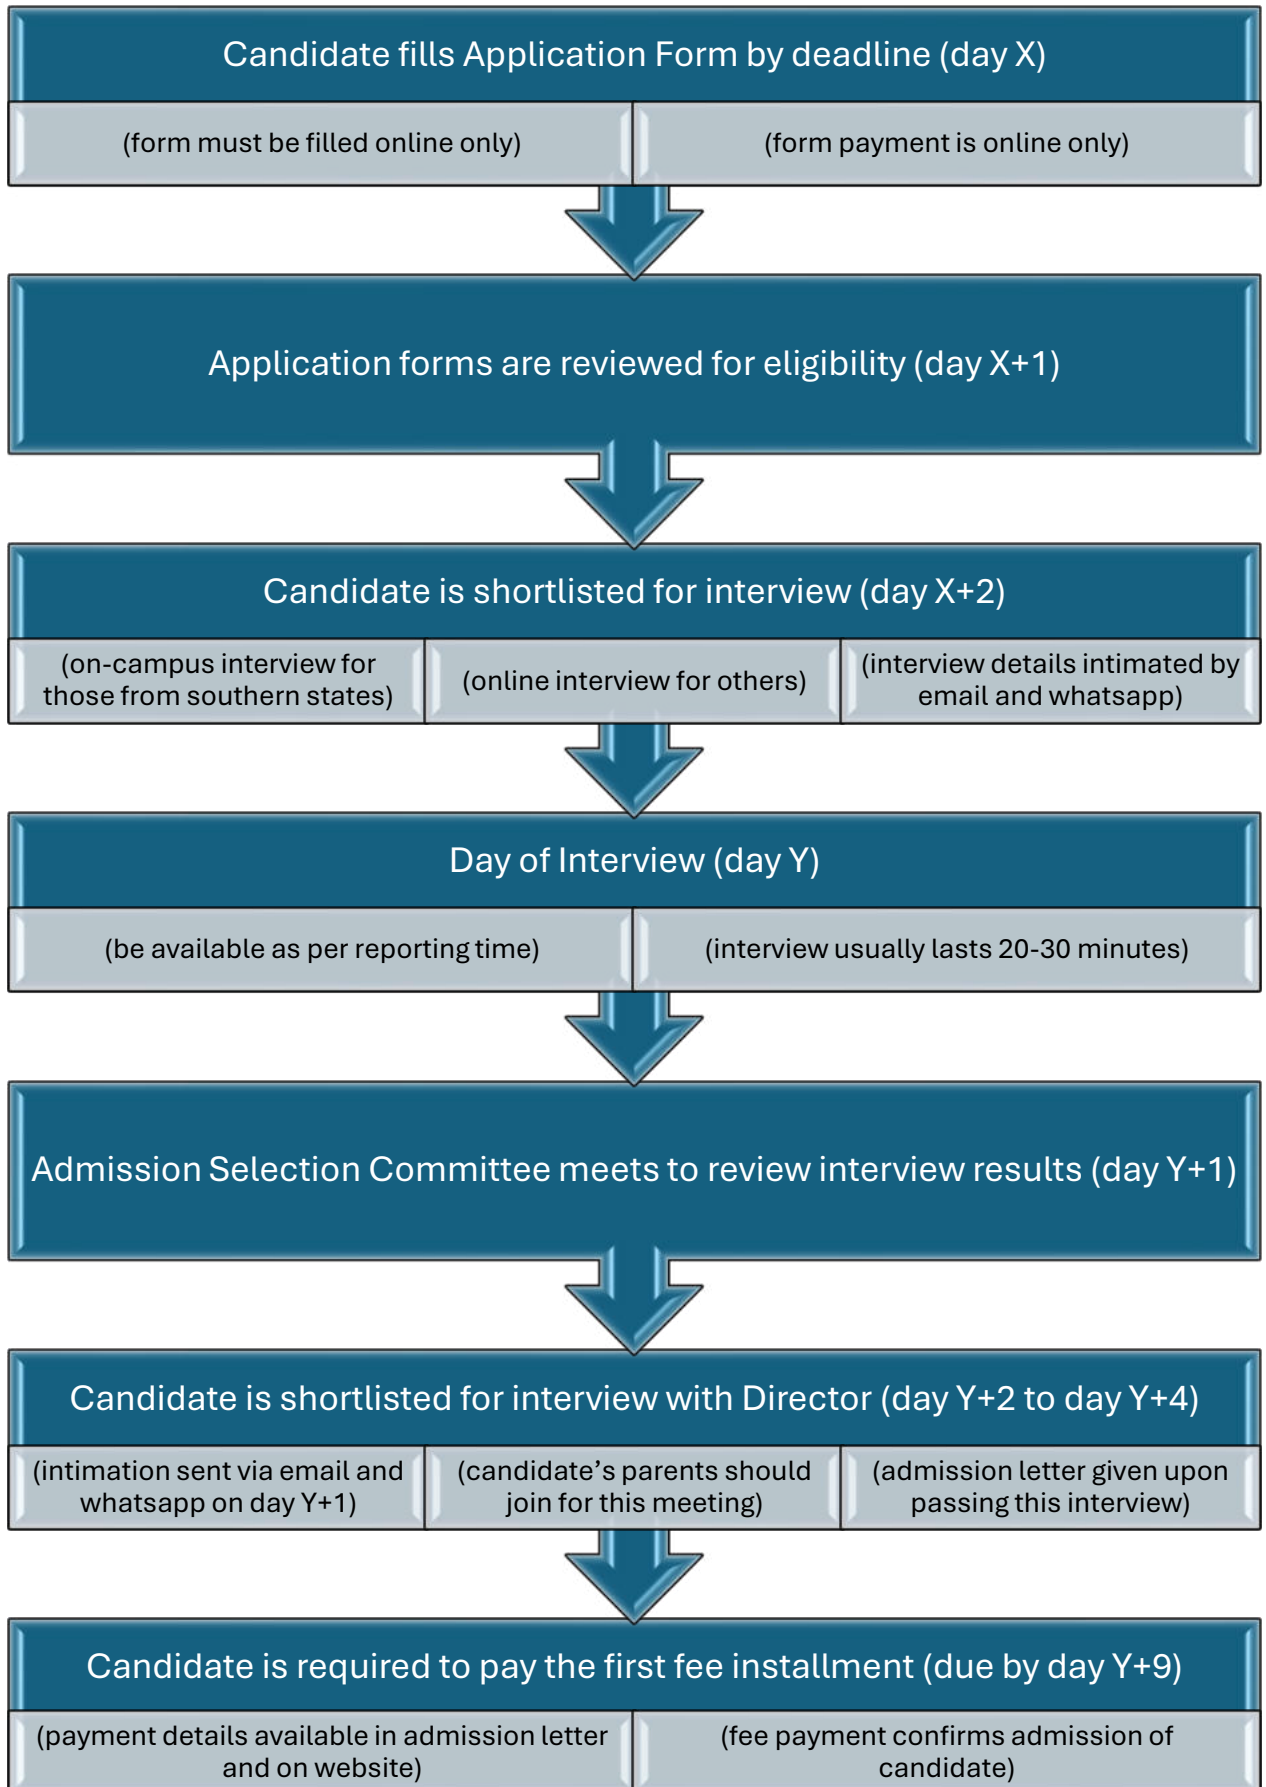 Candidate fills Application Form by deadline (day X)
(form must be filled online only)
(form payment is online only)
Application forms are reviewed for eligibility (day X+1)
Candidate is shortlisted for interview (day X+2)
(on-campus interview for
those from southern states)
(online interview for others)
(interview details intimated by
email and whatsapp)
Day of Interview (day Y)
(be available as per reporting time)
(interview usually lasts 20-30 minutes)
Admission Selection Committee meets to review interview results (day Y+1)
Candidate is shortlisted for interview with Director (day Y+2 to day Y+4)
(intimation sent via email and
whatsapp on day Y+1)
(candidate’s parents should
join for this meeting)
(admission letter given upon
passing this interview)
Candidate is required to pay the first fee installment (due by day Y+9)
(payment details available in admission letter
and on website)
(fee payment confirms admission of
candidate)